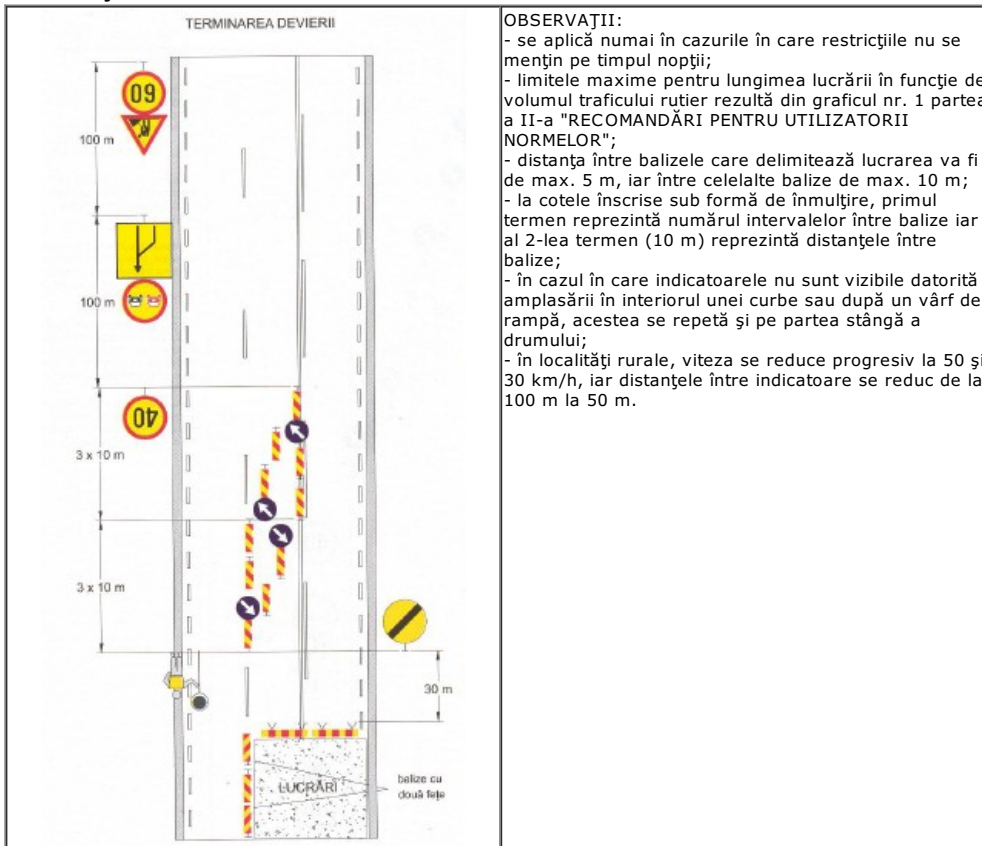 TERMINAREA DEVIERII
60
100 m
100 m
40
3 x 10 m
3 x 10 m
30 m
LUCRĂRI
balize cu
două feţe
OBSERVAŢII:
- se aplică numai în cazurile în care restricţiile nu se
menţin pe timpul nopţii;
- limitele maxime pentru lungimea lucrării în funcţie de
volumul traficului rutier rezultă din graficul nr. 1 partea
a II-a "RECOMANDĂRI PENTRU UTILIZATORII
NORMELOR";
- distanţa între balizele care delimitează lucrarea va fi
de max. 5 m, iar între celelalte balize de max. 10 m;
- la cotele înscrise sub formă de înmulţire, primul
termen reprezintă numărul intervalelor între balize iar
al 2-lea termen (10 m) reprezintă distanţele între
balize;
- în cazul în care indicatoarele nu sunt vizibile datorită
amplasării în interiorul unei curbe sau după un vârf de
rampă, acestea se repetă şi pe partea stângă a
drumului;
- în localităţi rurale, viteza se reduce progresiv la 50 şi
30 km/h, iar distanţele între indicatoare se reduc de la
100 m la 50 m.